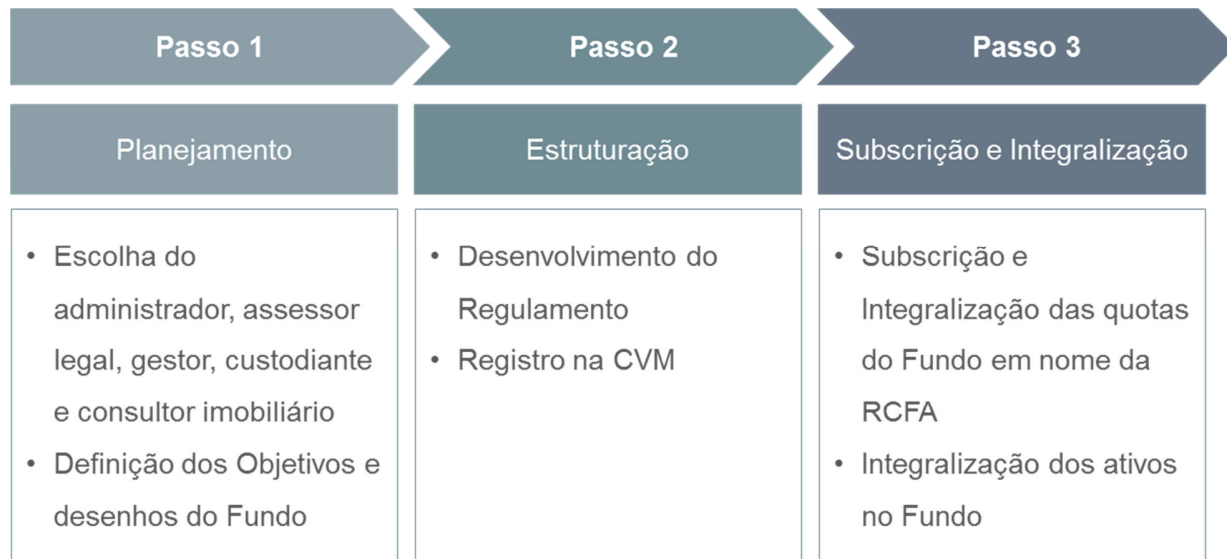 Passo 1
Passo 2
Passo 3
Planejamento
Estruturação
Subscrição e Integralização
• Escolha do
administrador, assessor
legal, gestor, custodiante
e consultor imobiliário
• Definição dos Objetivos e
desenhos do Fundo
• Desenvolvimento do
Regulamento
• Registro na CVM
• Subscrição e
Integralização das quotas
do Fundo em nome da
RCFA
• Integralização dos ativos
no Fundo